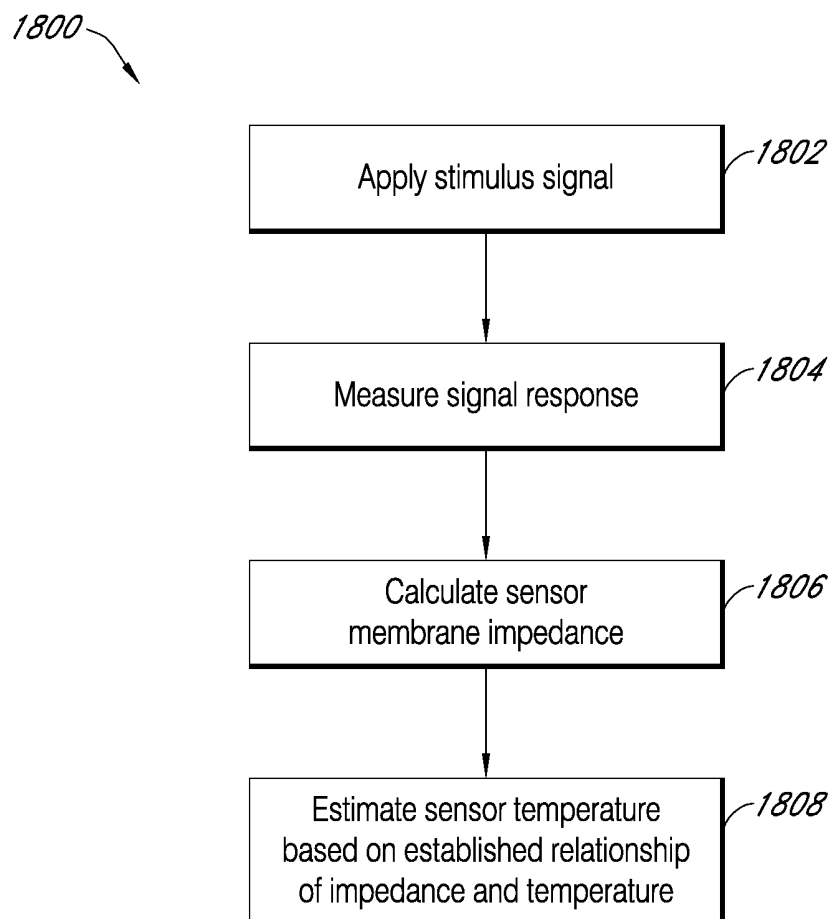 1800
Apply stimulus signal
1802
Measure signal response
1804
Calculate sensor
membrane impedance
1806
Estimate sensor temperature
based on established relationship
of impedance and temperature
1808